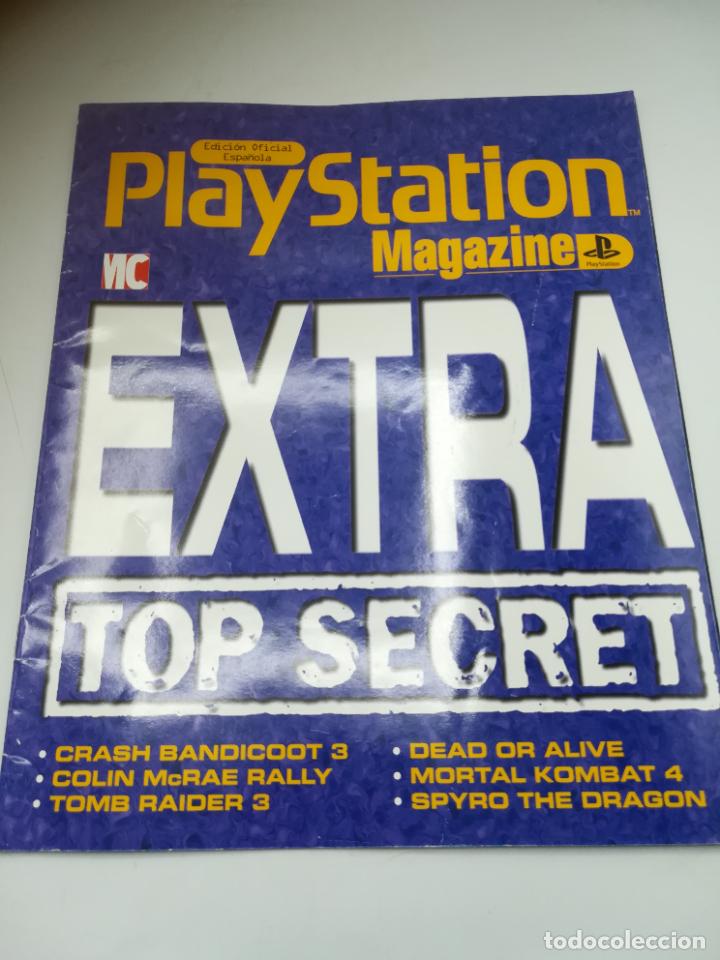 Edición Oficial
Española
PlayStation™
Magazine
PlayStation
MC
EXTRA
TOP SECRET
• CRASH BANDICOOT 3
• COLIN McRAE RALLY
• TOMB RAIDER 3
• DEAD OR ALIVE
• MORTAL KOMBAT 4
• SPYRO THE DRAGON
todocoleccion